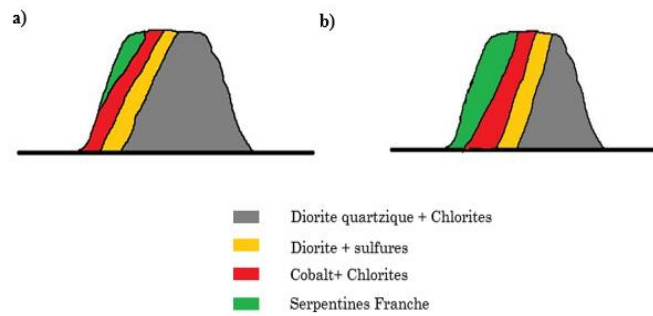 a)
b)
Diorite quartzique + Chlorites
Diorite + sulfures
Cobalt+ Chlorites
Serpentines Franche